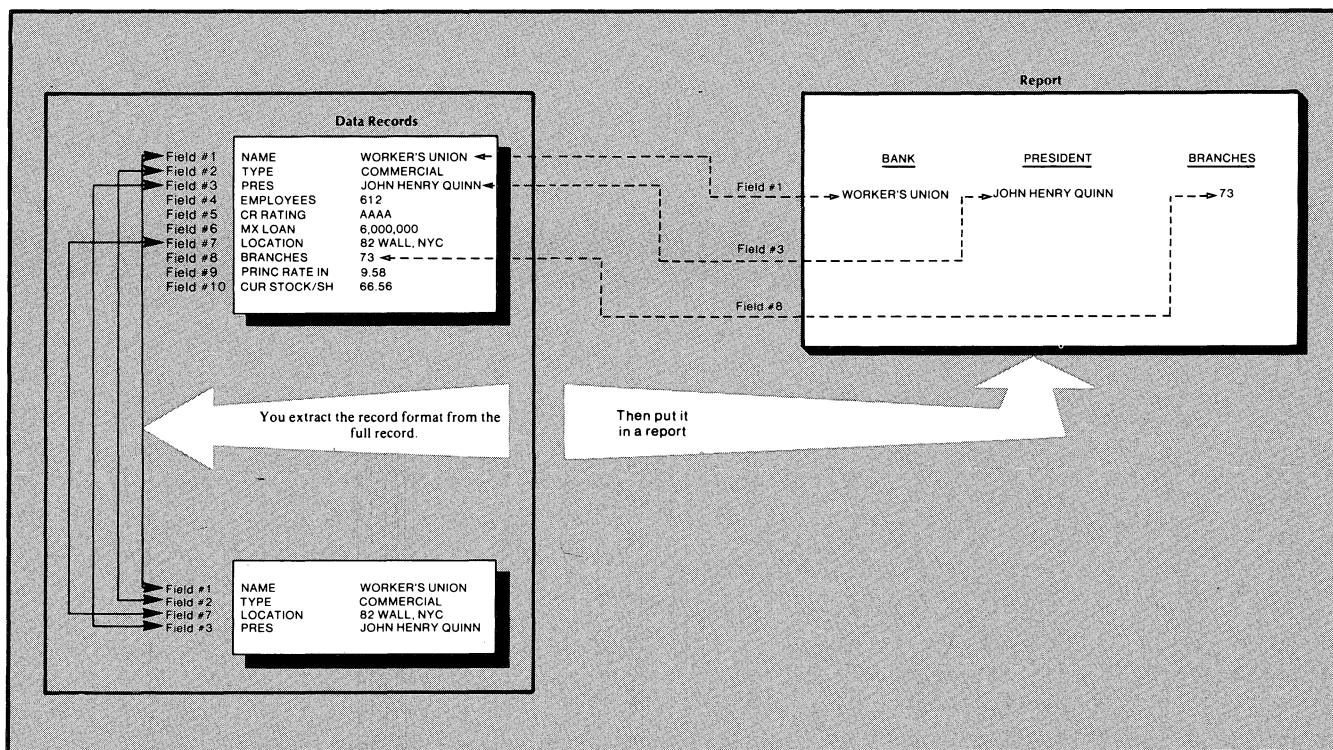 Data Records
Field #1 NAME WORKER'S UNION
Field #2 TYPE COMMERCIAL
Field #3 PRES JOHN HENRY QUINN
Field #4 EMPLOYEES 612
Field #5 CR RATING AAAA
Field #6 MX LOAN 6,000,000
Field #7 LOCATION 82 WALL, NYC
Field #8 BRANCHES 73
Field #9 PRINC RATE IN 9.58
Field #10 CUR STOCK/SH 66.56
Report
BANK PRESIDENT BRANCHES
Field #1 WORKER'S UNION JOHN HENRY QUINN 73
Field #3
Field #8
You extract the record format from the
full record.
Then put it
in a report
Field #1 NAME WORKER'S UNION
Field #2 TYPE COMMERCIAL
Field #7 LOCATION 82 WALL, NYC
Field #3 PRES JOHN HENRY QUINN